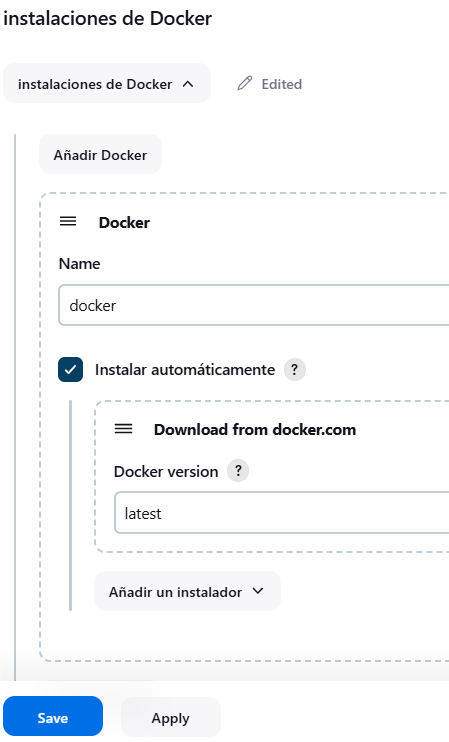 instalaciones de Docker
instalaciones de Docker
Edited
Añadir Docker
Docker
Name
docker
Instalar automáticamente ?
Download from docker.com
Docker version ?
latest
Añadir un instalador
Save
Apply